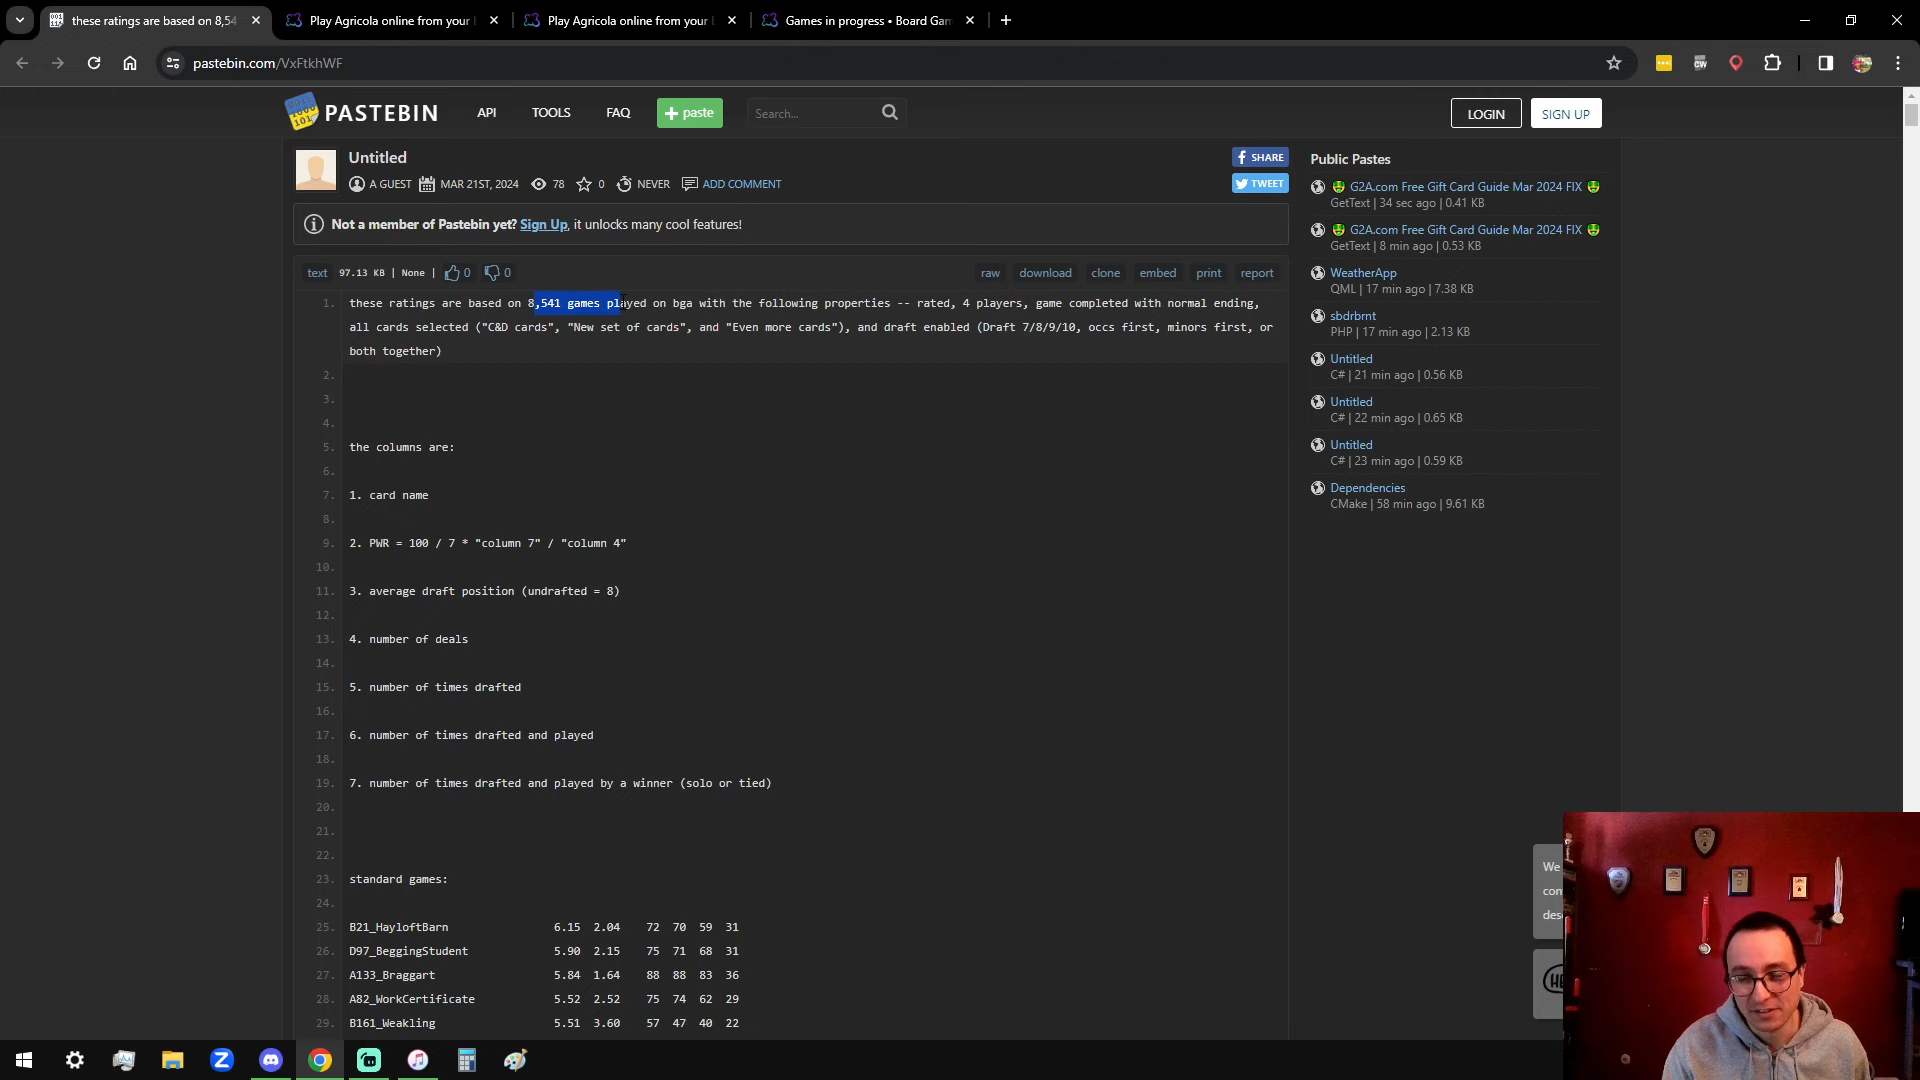 these ratings are based on 8,54
Play Agricola online from your
Play Agricola online from your
Games in progress • Board Gam
pastebin.com/VxFtkhWF
PASTEBIN
API
TOOLS
FAQ
+ paste
Search...
LOGIN
SIGN UP
Untitled
A GUEST MAR 21ST, 2024 78 0 NEVER ADD COMMENT
SHARE
TWEET
Not a member of Pastebin yet? Sign Up, it unlocks many cool features!
text 97.13 KB | None | 0 0
raw download clone embed print report
1. these ratings are based on 8,541 games played on bga with the following properties -- rated, 4 players, game completed with normal ending,
all cards selected ("C&D cards", "New set of cards", and "Even more cards"), and draft enabled (Draft 7/8/9/10, occs first, minors first, or
both together)
2.
3.
4.
5. the columns are:
6.
7. 1. card name
8.
9. 2. PWR = 100 / 7 * "column 7" / "column 4"
10.
11. 3. average draft position (undrafted = 8)
12.
13. 4. number of deals
14.
15. 5. number of times drafted
16.
17. 6. number of times drafted and played
18.
19. 7. number of times drafted and played by a winner (solo or tied)
20.
21.
22.
23. standard games:
24.
25. B21_HayloftBarn 6.15 2.04 72 70 59 31
26. D97_BeggingStudent 5.90 2.15 75 71 68 31
27. A133_Braggart 5.84 1.64 88 88 83 36
28. A82_WorkCertificate 5.52 2.52 75 74 62 29
29. B161_Weakling 5.51 3.60 57 47 40 22
Public Pastes
G2A.com Free Gift Card Guide Mar 2024 FIX
GetText | 34 sec ago | 0.41 KB
G2A.com Free Gift Card Guide Mar 2024 FIX
GetText | 8 min ago | 0.53 KB
WeatherApp
QML | 17 min ago | 7.38 KB
sbdrbrnt
PHP | 17 min ago | 2.13 KB
Untitled
C# | 21 min ago | 0.56 KB
Untitled
C# | 22 min ago | 0.65 KB
Untitled
C# | 23 min ago | 0.59 KB
Dependencies
CMake | 58 min ago | 9.61 KB
We
con
des